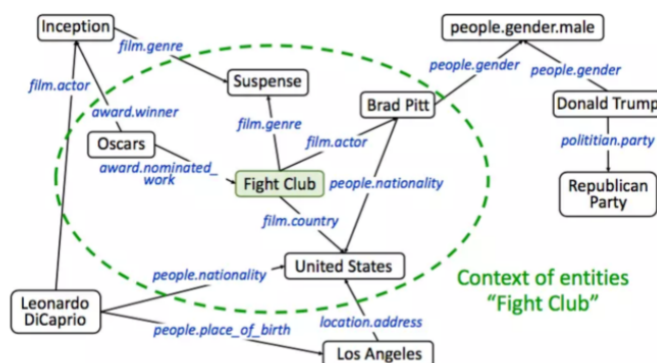 Inception
people.gender.male
film.genre
people.gender
people.gender
film.actor
Suspense
Brad Pitt
Donald Trump
award.winner
film.genre
film.actor
Oscars
polititian.party
award.nominated_
work
Fight Club
people.nationality
Republican
Party
film.country
people.nationality
United States
Context of entities
"Fight Club"
Leonardo
DiCaprio
people.place_of_birth
location.address
Los Angeles